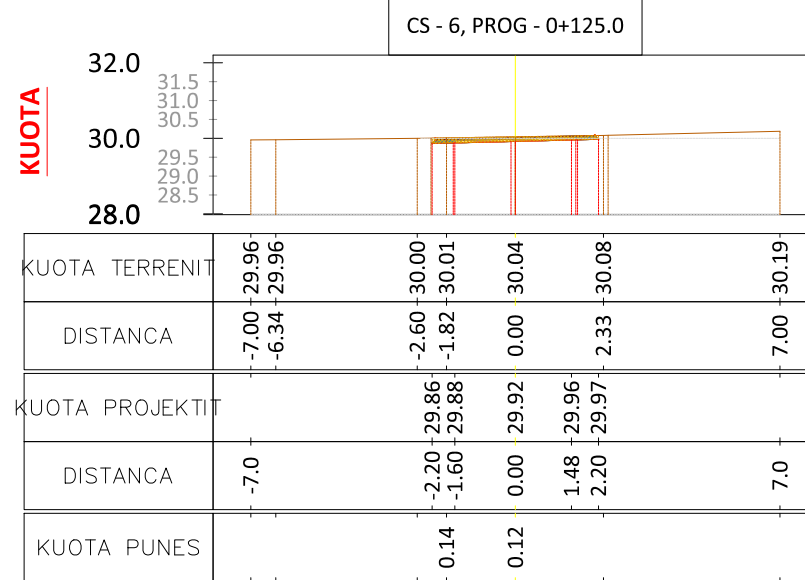 CS - 6, PROG - 0+125.0
KUOTA
32.0
31.5
31.0
30.5
30.0
29.5
29.0
28.5
28.0
KUOTA TERRENIT 29.96 29.96 30.00 30.01 30.04 30.08 30.19
DISTANCA -7.00 -6.34 -2.60 -1.82 0.00 2.33 7.00
KUOTA PROJEKTIT 29.86 29.88 29.92 29.96 29.97
DISTANCA -7.0 -2.20 -1.60 0.00 1.48 2.20 7.0
KUOTA PUNES 0.14 0.12